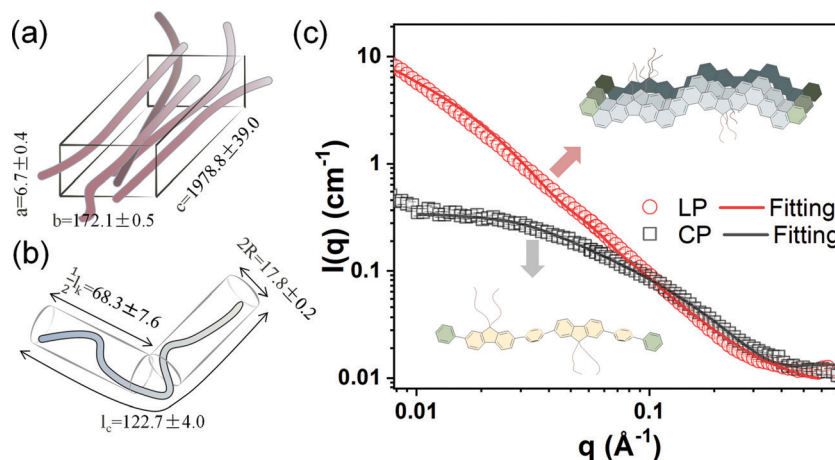 (a)
a=6.7±0.4
b=172.1±0.5
c=1978.8±39.0
(b)
½lₖ=68.3±7.6
2R=17.8±0.2
l_c=122.7±4.0
(c)
I(q) (cm⁻¹)
10
1
0.1
0.01
LP Fitting
CP Fitting
0.01 0.1
q (Å⁻¹)